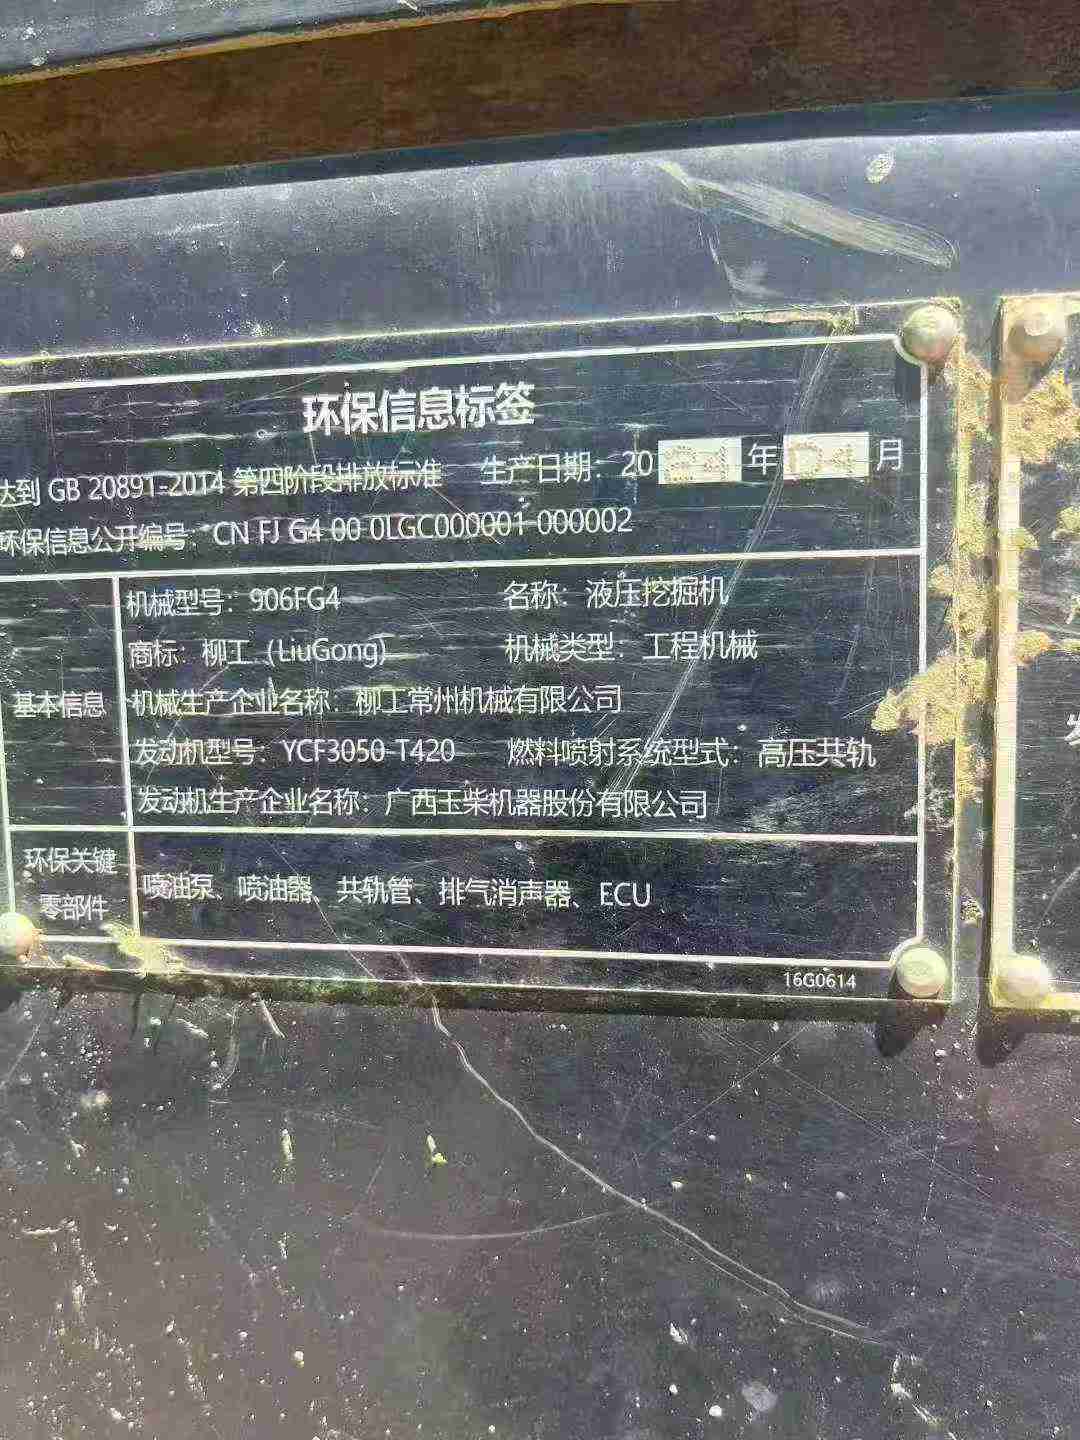 环保信息标签
达到 GB 20891-2014 第四阶段排放标准 生产日期：2024年04月
环保信息公开编号：CN FJ G4 00 0LGC000001 000002
基本信息
机械型号：906FG4 名称：液压挖掘机
商标：柳工（LiuGong) 机械类型：工程机械
机械生产企业名称：柳工常州机械有限公司
发动机型号：YCF3050-T420 燃料喷射系统型式：高压共轨
发动机生产企业名称：广西玉柴机器股份有限公司
环保关键
零部件
喷油泵、喷油器、共轨管、排气消声器、ECU
16G0614